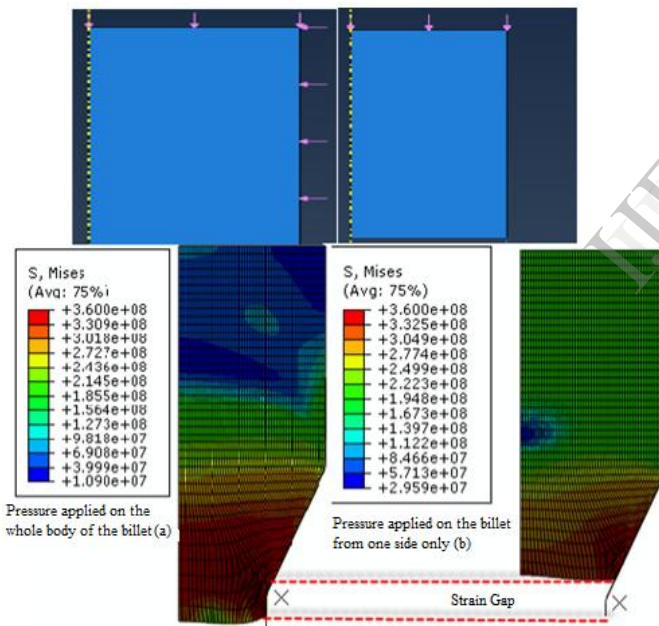 S, Mises
(Avg: 75%)
+3.600e+08
+3.309e+08
+3.018e+08
+2.727e+08
+2.436e+08
+2.145e+08
+1.855e+08
+1.564e+08
+1.273e+08
+9.818e+07
+6.908e+07
+3.999e+07
+1.090e+07
Pressure applied on the
whole body of the billet (a)
S, Mises
(Avg: 75%)
+3.600e+08
+3.325e+08
+3.049e+08
+2.774e+08
+2.499e+08
+2.223e+08
+1.948e+08
+1.673e+08
+1.397e+08
+1.122e+08
+8.466e+07
+5.713e+07
+2.959e+07
Pressure applied on the billet
from one side only (b)
Strain Gap